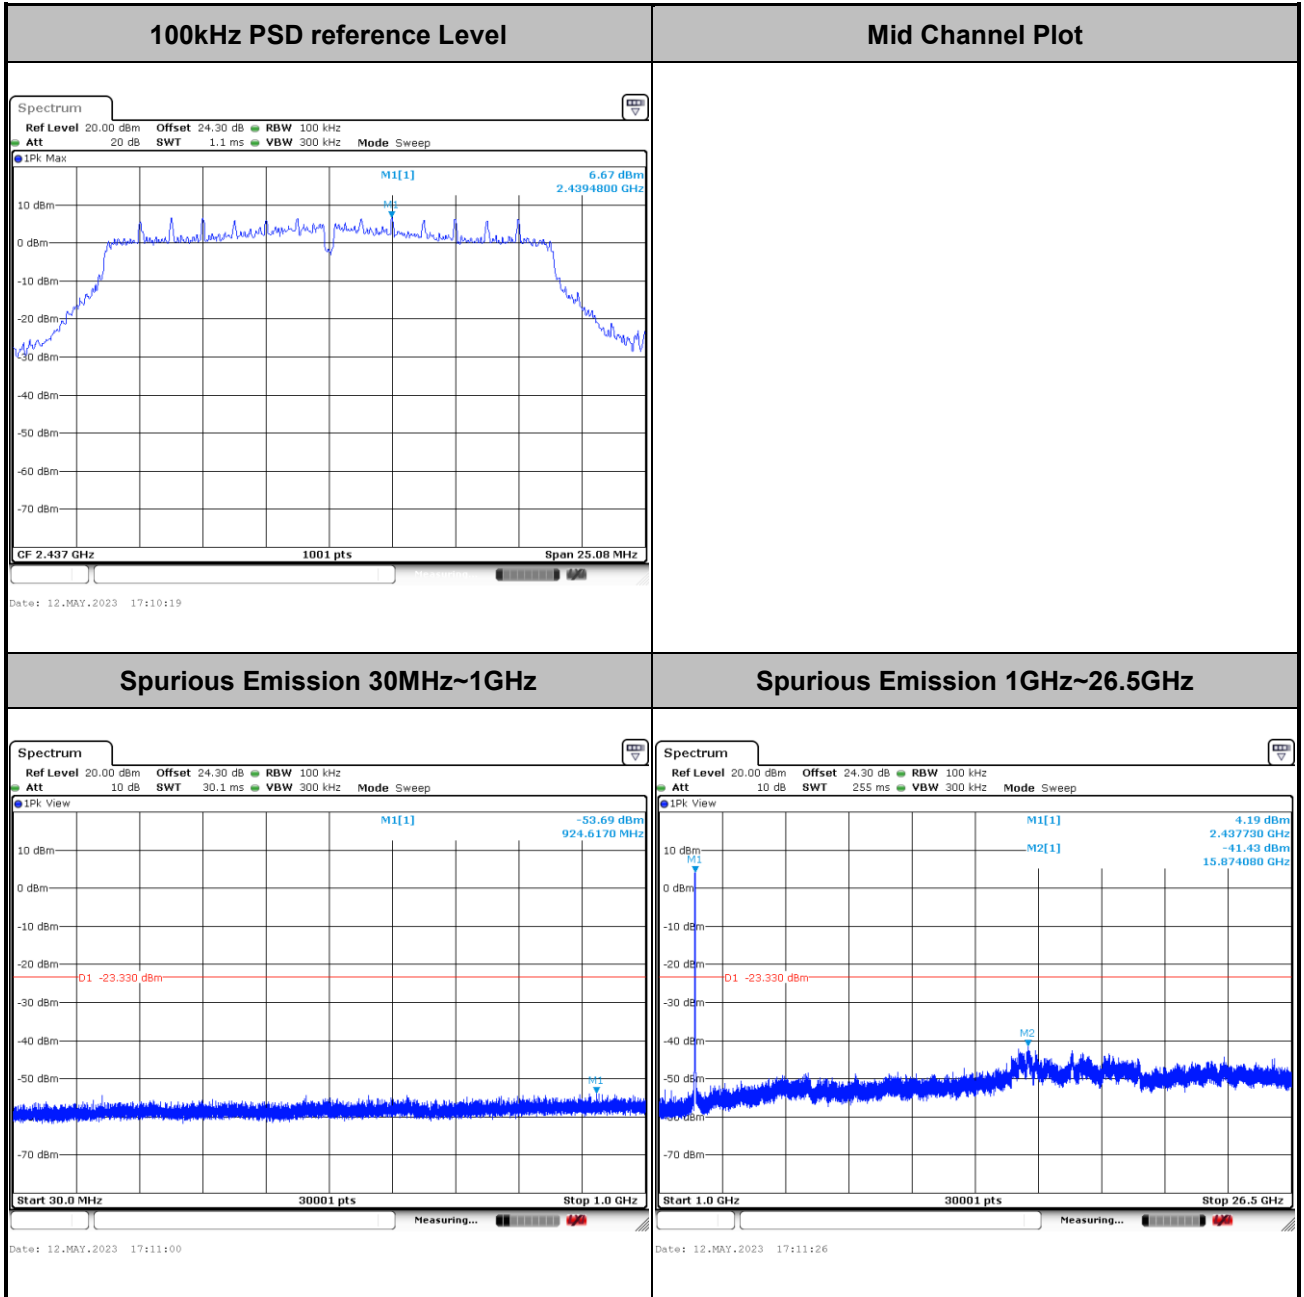 100kHz PSD reference Level
Mid Channel Plot
Spectrum
Ref Level 20.00 dBm Offset 24.30 dB RBW 100 kHz
Att 20 dB SWT 1.1 ms VBW 300 kHz Mode Sweep
1Pk Max
M1[1] 6.67 dBm
2.4394800 GHz
M1
10 dBm
0 dBm
-10 dBm
-20 dBm
-30 dBm
-40 dBm
-50 dBm
-60 dBm
-70 dBm
CF 2.437 GHz 1001 pts Span 25.08 MHz
Measuring...
Date: 12.MAY.2023 17:10:19
Spurious Emission 30MHz~1GHz
Spectrum
Ref Level 20.00 dBm Offset 24.30 dB RBW 100 kHz
Att 10 dB SWT 30.1 ms VBW 300 kHz Mode Sweep
1Pk View
M1[1] -53.69 dBm
924.6170 MHz
10 dBm
0 dBm
-10 dBm
-20 dBm
D1 -23.330 dBm
-30 dBm
-40 dBm
-50 dBm
M1
-70 dBm
Start 30.0 MHz 30001 pts Stop 1.0 GHz
Measuring...
Date: 12.MAY.2023 17:11:00
Spurious Emission 1GHz~26.5GHz
Spectrum
Ref Level 20.00 dBm Offset 24.30 dB RBW 100 kHz
Att 10 dB SWT 255 ms VBW 300 kHz Mode Sweep
1Pk View
M1[1] 4.19 dBm
2.437730 GHz
M2[1] -41.43 dBm
15.874080 GHz
10 dBm
M1
0 dBm
-10 dBm
-20 dBm
D1 -23.330 dBm
-30 dBm
M2
-40 dBm
-50 dBm
-60 dBm
-70 dBm
Start 1.0 GHz 30001 pts Stop 26.5 GHz
Measuring...
Date: 12.MAY.2023 17:11:26